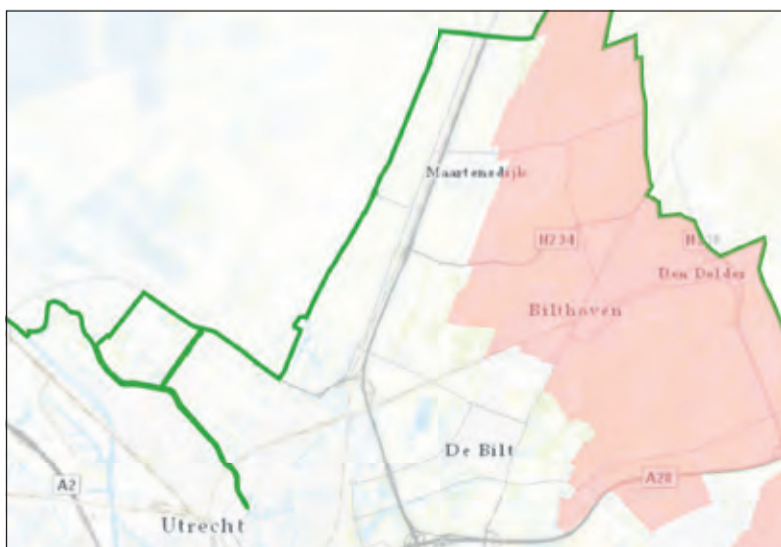 Maartensdijk
N234
Den Dolder
Bilthoven
De Bilt
A28
A2
Utrecht